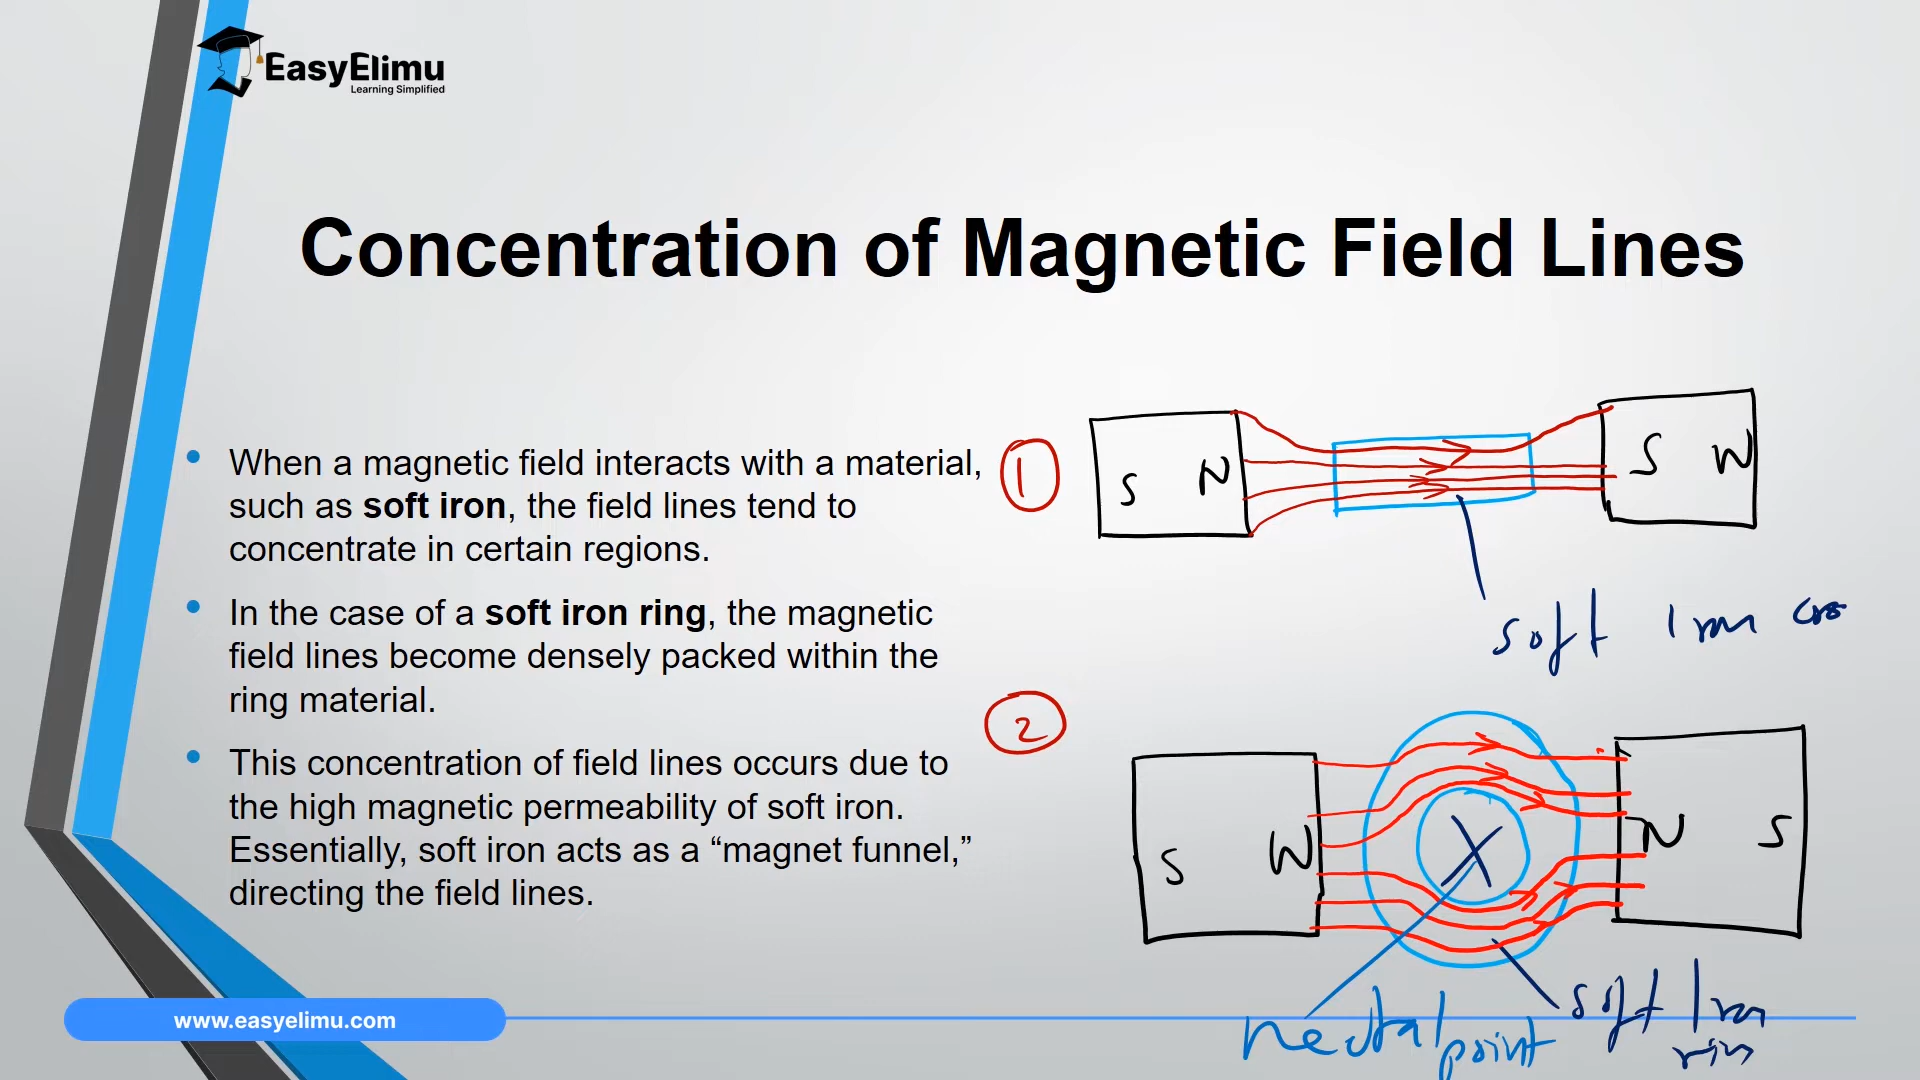 EasyElimu
Learning Simplified
Concentration of Magnetic Field Lines
• When a magnetic field interacts with a material,
such as soft iron, the field lines tend to
concentrate in certain regions.
• In the case of a soft iron ring, the magnetic
field lines become densely packed within the
ring material.
• This concentration of field lines occurs due to
the high magnetic permeability of soft iron.
Essentially, soft iron acts as a “magnet funnel,”
directing the field lines.
1
S N
S N
soft Iron
2
S N
X
N S
neutral point
soft Iron
www.easyelimu.com